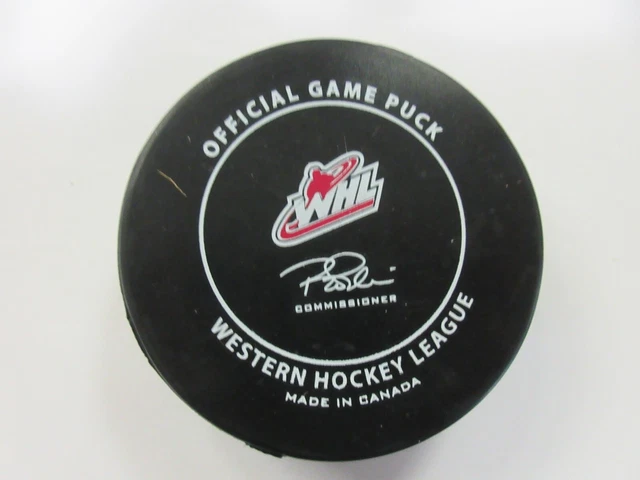 OFFICIAL GAME PUCK
WHL
COMMISSIONER
WESTERN HOCKEY LEAGUE
MADE IN CANADA